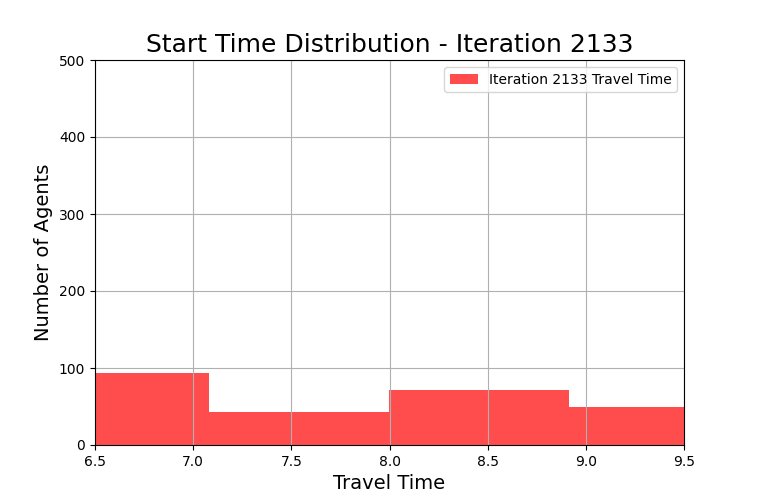 Start Time Distribution - Iteration 2133
Iteration 2133 Travel Time
Number of Agents
500
400
300
200
100
0
6.5 7.0 7.5 8.0 8.5 9.0 9.5
Travel Time